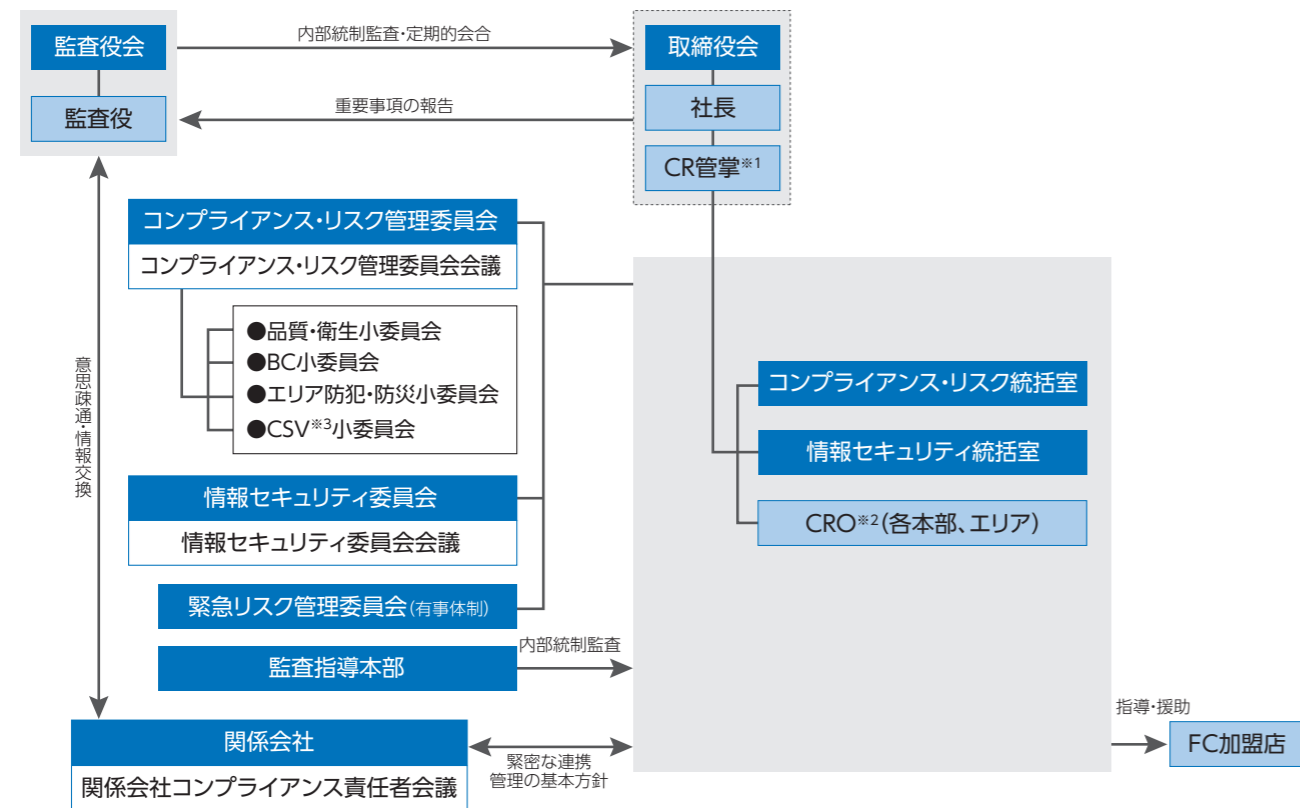 監査役会
監査役
内部統制監査・定期的会合
重要事項の報告
取締役会
社長
CR管掌※1
コンプライアンス・リスク管理委員会
コンプライアンス・リスク管理委員会会議
●品質・衛生小委員会
●BC小委員会
●エリア防犯・防災小委員会
●CSV※3小委員会
意思疎通・情報交換
情報セキュリティ委員会
情報セキュリティ委員会会議
緊急リスク管理委員会(有事体制)
監査指導本部
内部統制監査
コンプライアンス・リスク統括室
情報セキュリティ統括室
CRO※2(各本部、エリア)
関係会社
関係会社コンプライアンス責任者会議
緊密な連携
管理の基本方針
指導・援助
FC加盟店